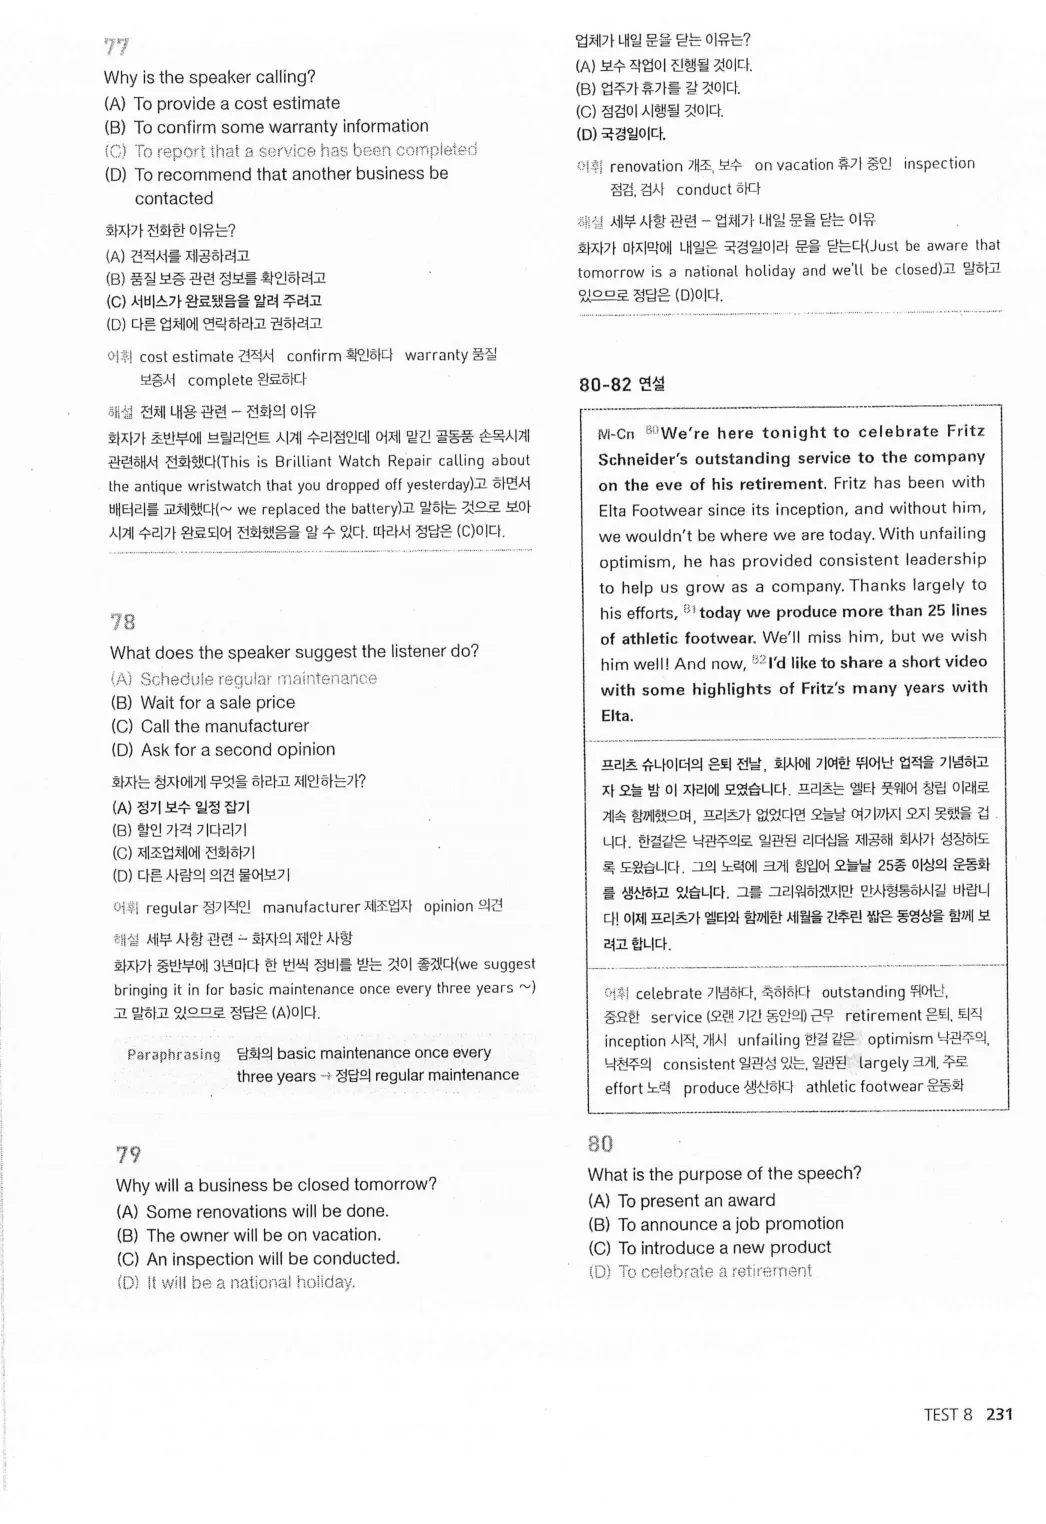 77
Why is the speaker calling?
(A) To provide a cost estimate
(B) To confirm some warranty information
(C) To report that a service has been completed
(D) To recommend that another business be
contacted
화자가 전화한 이유는?
(A) 견적서를 제공하려고
(B) 품질 보증 관련 정보를 확인하려고
(C) 서비스가 완료됐음을 알려 주려고
(D) 다른 업체에 연락하라고 권하려고
어휘 cost estimate 견적서 confirm 확인하다 warranty 품질
보증서 complete 완료하다
해설 전체 내용 관련 – 전화의 이유
화자가 초반부에 브릴리언트 시계 수리점인데 어제 맡긴 골동품 손목시계
관련해서 전화했다(This is Brilliant Watch Repair calling about
the antique wristwatch that you dropped off yesterday)고 하면서
배터리를 교체했다(~ we replaced the battery)고 말하는 것으로 보아
시계 수리가 완료되어 전화했음을 알 수 있다. 따라서 정답은 (C)이다.
78
What does the speaker suggest the listener do?
(A) Schedule regular maintenance
(B) Wait for a sale price
(C) Call the manufacturer
(D) Ask for a second opinion
화자는 청자에게 무엇을 하라고 제안하는가?
(A) 정기 보수 일정 잡기
(B) 할인 가격 기다리기
(C) 제조업체에 전화하기
(D) 다른 사람의 의견 물어보기
어휘 regular 정기적인 manufacturer 제조업자 opinion 의견
해설 세부 사항 관련 – 화자의 제안 사항
화자가 중반부에 3년마다 한 번씩 정비를 받는 것이 좋겠다(we suggest
bringing it in for basic maintenance once every three years ~)
고 말하고 있으므로 정답은 (A)이다.
Paraphrasing 담화의 basic maintenance once every
three years → 정답의 regular maintenance
79
Why will a business be closed tomorrow?
(A) Some renovations will be done.
(B) The owner will be on vacation.
(C) An inspection will be conducted.
(D) It will be a national holiday.
업체가 내일 문을 닫는 이유는?
(A) 보수 작업이 진행될 것이다.
(B) 업주가 휴가를 갈 것이다.
(C) 점검이 시행될 것이다.
(D) 국경일이다.
어휘 renovation 개조, 보수 on vacation 휴가 중인 inspection
점검, 검사 conduct 하다
해설 세부 사항 관련 – 업체가 내일 문을 닫는 이유
화자가 마지막에 내일은 국경일이라 문을 닫는다(Just be aware that
tomorrow is a national holiday and we'll be closed)고 말하고
있으므로 정답은 (D)이다.
80-82 연설
M-Cn 80We're here tonight to celebrate Fritz
Schneider's outstanding service to the company
on the eve of his retirement. Fritz has been with
Elta Footwear since its inception, and without him,
we wouldn't be where we are today. With unfailing
optimism, he has provided consistent leadership
to help us grow as a company. Thanks largely to
his efforts, 81today we produce more than 25 lines
of athletic footwear. We'll miss him, but we wish
him well! And now, 82I'd like to share a short video
with some highlights of Fritz's many years with
Elta.
프리츠 슈나이더의 은퇴 전날, 회사에 기여한 뛰어난 업적을 기념하고
자 오늘 밤 이 자리에 모였습니다. 프리츠는 엘타 풋웨어 창립 이래로
계속 함께했으며, 프리츠가 없었다면 오늘날 여기까지 오지 못했을 겁
니다. 한결같은 낙관주의로 일관된 리더십을 제공해 회사가 성장하도
록 도왔습니다. 그의 노력에 크게 힘입어 오늘날 25종 이상의 운동화
를 생산하고 있습니다. 그를 그리워하겠지만 만사형통하시길 바랍니
다! 이제 프리츠가 엘타와 함께한 세월을 간추린 짧은 동영상을 함께 보
려고 합니다.
어휘 celebrate 기념하다, 축하하다 outstanding 뛰어난,
중요한 service (오랜 기간 동안의) 근무 retirement 은퇴, 퇴직
inception 시작, 개시 unfailing 한결 같은 optimism 낙관주의,
낙천주의 consistent 일관성 있는, 일관된 largely 크게, 주로
effort 노력 produce 생산하다 athletic footwear 운동화
80
What is the purpose of the speech?
(A) To present an award
(B) To announce a job promotion
(C) To introduce a new product
(D) To celebrate a retirement
TEST 8 231